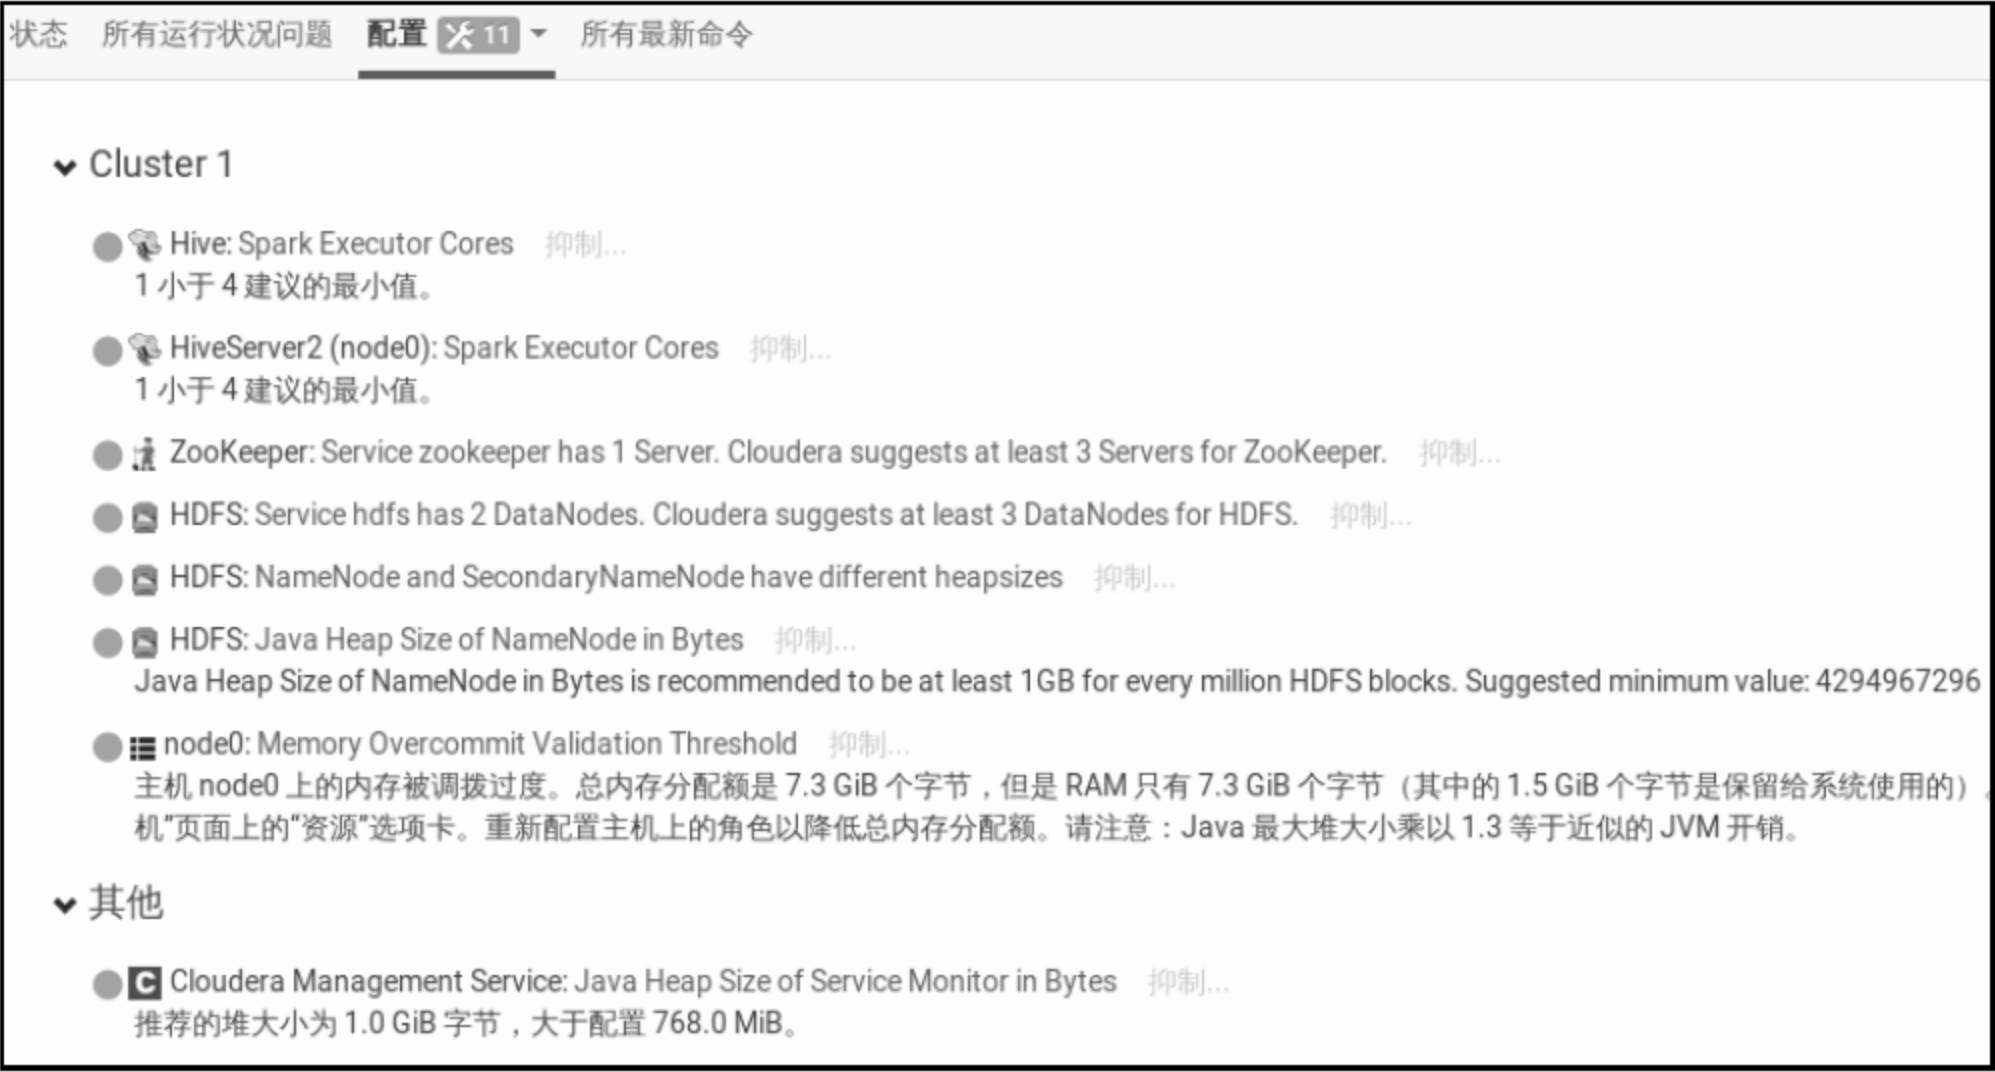 状态 所有运行状况问题 配置 11 所有最新命令
Cluster 1
Hive: Spark Executor Cores 抑制...
1 小于 4 建议的最小值。
HiveServer2 (node0): Spark Executor Cores 抑制...
1 小于 4 建议的最小值。
ZooKeeper: Service zookeeper has 1 Server. Cloudera suggests at least 3 Servers for ZooKeeper. 抑制...
HDFS: Service hdfs has 2 DataNodes. Cloudera suggests at least 3 DataNodes for HDFS. 抑制...
HDFS: NameNode and SecondaryNameNode have different heapsizes 抑制...
HDFS: Java Heap Size of NameNode in Bytes 抑制...
Java Heap Size of NameNode in Bytes is recommended to be at least 1GB for every million HDFS blocks. Suggested minimum value: 4294967296
node0: Memory Overcommit Validation Threshold 抑制...
主机 node0 上的内存被调拨过度。总内存分配额是 7.3 GiB 个字节，但是 RAM 只有 7.3 GiB 个字节（其中的 1.5 GiB 个字节是保留给系统使用的）。
机”页面上的“资源”选项卡。重新配置主机上的角色以降低总内存分配额。请注意：Java 最大堆大小乘以 1.3 等于近似的 JVM 开销。
其他
C Cloudera Management Service: Java Heap Size of Service Monitor in Bytes 抑制...
推荐的堆大小为 1.0 GiB 字节，大于配置 768.0 MiB。